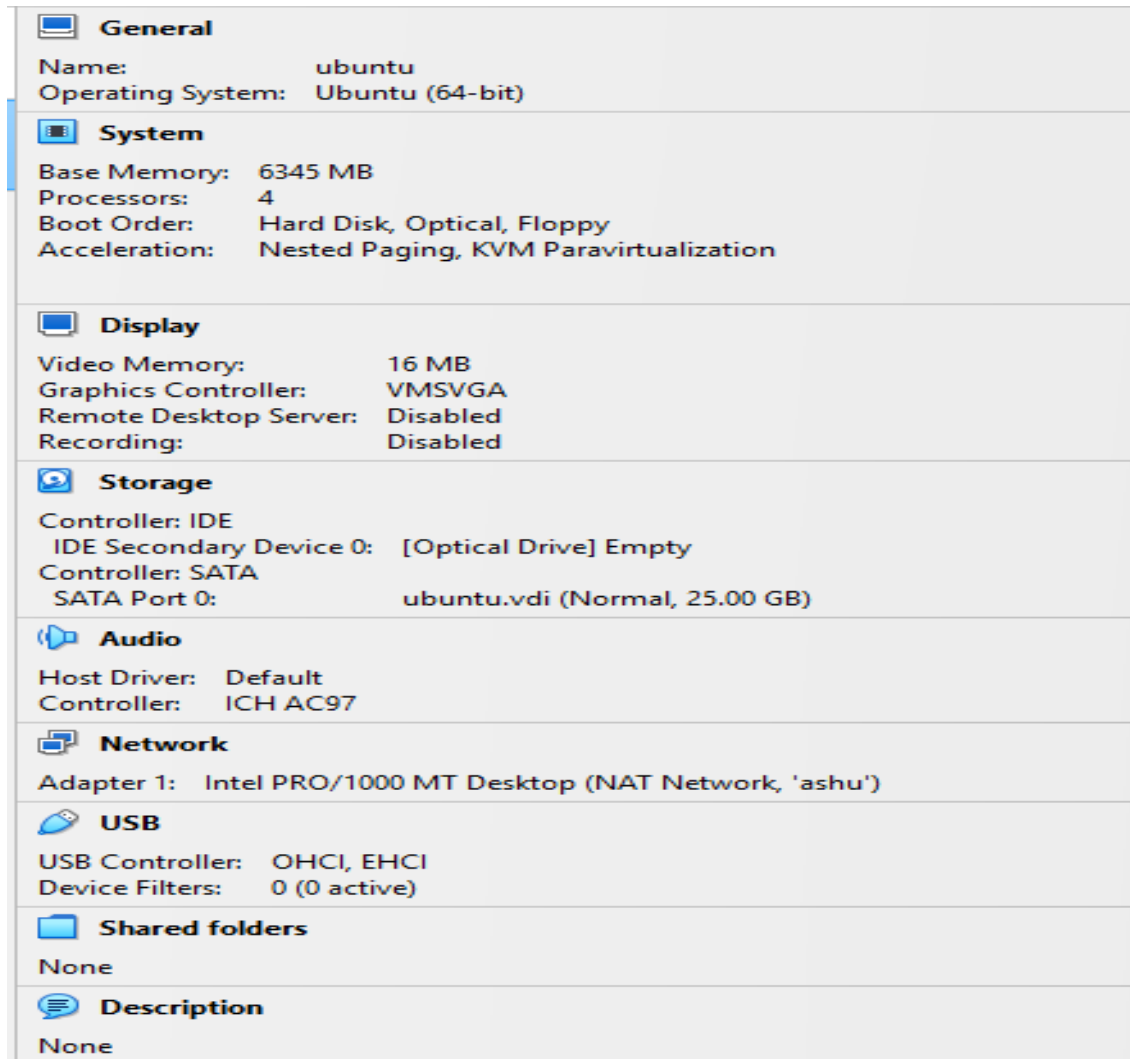 General
Name: ubuntu
Operating System: Ubuntu (64-bit)
System
Base Memory: 6345 MB
Processors: 4
Boot Order: Hard Disk, Optical, Floppy
Acceleration: Nested Paging, KVM Paravirtualization
Display
Video Memory: 16 MB
Graphics Controller: VMSVGA
Remote Desktop Server: Disabled
Recording: Disabled
Storage
Controller: IDE
IDE Secondary Device 0: [Optical Drive] Empty
Controller: SATA
SATA Port 0: ubuntu.vdi (Normal, 25.00 GB)
Audio
Host Driver: Default
Controller: ICH AC97
Network
Adapter 1: Intel PRO/1000 MT Desktop (NAT Network, 'ashu')
USB
USB Controller: OHCI, EHCI
Device Filters: 0 (0 active)
Shared folders
None
Description
None